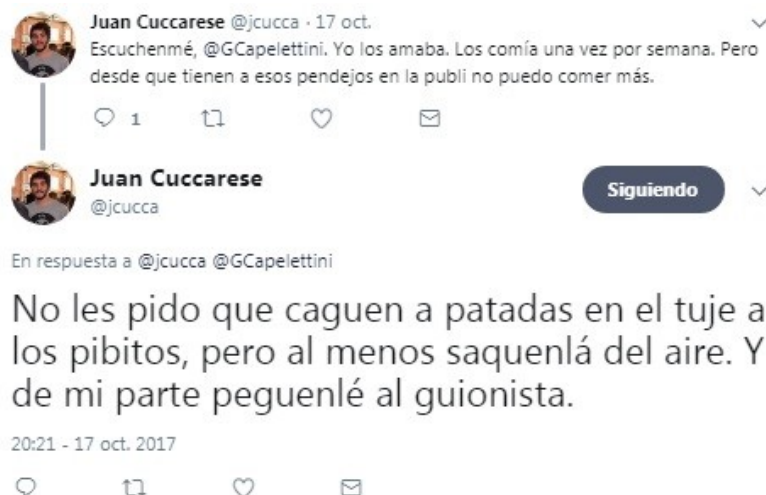 Juan Cuccarese @jcucca · 17 oct.
Escuchenmé, @GCapelettini. Yo los amaba. Los comía una vez por semana. Pero
desde que tienen a esos pendejos en la publi no puedo comer más.
1
Juan Cuccarese
@jcucca
Siguiendo
En respuesta a @jcucca @GCapelettini
No les pido que caguen a patadas en el tuje a
los pibitos, pero al menos saquenlá del aire. Y
de mi parte peguenlé al guionista.
20:21 - 17 oct. 2017